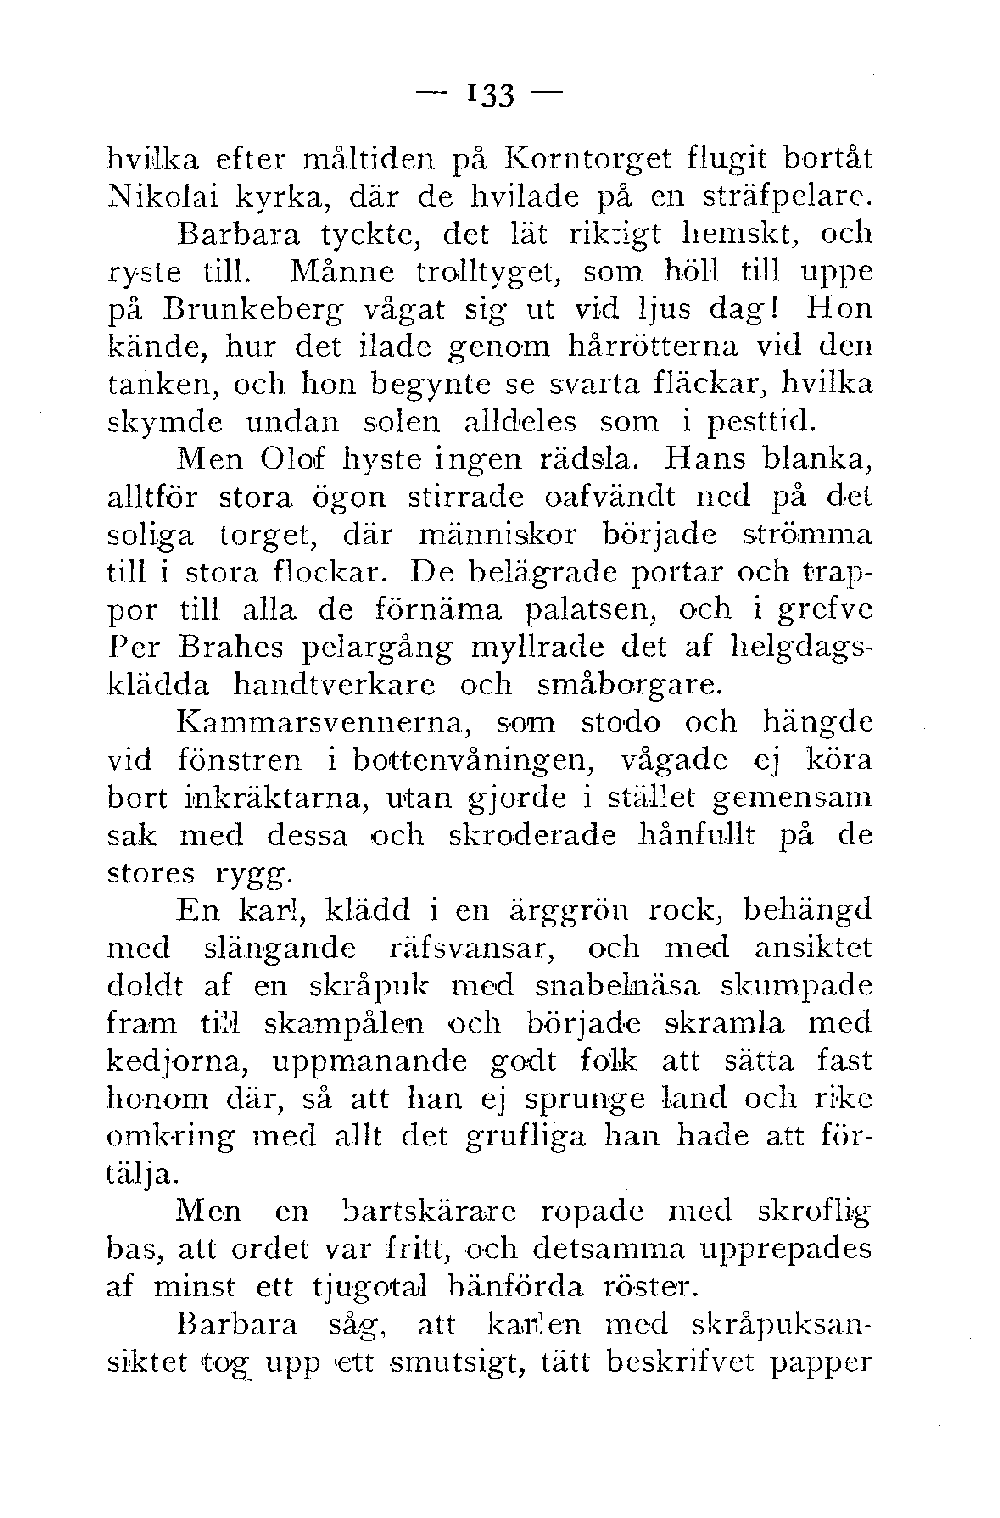 — 133 —
hvilka efter måltiden på Korntorget flugit bortåt
Nikolai kyrka, där de hvilade på en sträfpelare.
Barbara tyckte, det lät riktigt hemskt, och
ryste till. Månne trolltyget, som höll till uppe
på Brunkeberg vågat sig ut vid ljus dag! Hon
kände, hur det ilade genom hårrötterna vid den
tanken, och hon begynte se svarta fläckar, hvilka
skymde undan solen alldeles som i pesttid.
Men Olof hyste ingen rädsla. Hans blanka,
alltför stora ögon stirrade oafvändt ned på det
soliga torget, där människor började strömma
till i stora flockar. De belägrade portar och trap-
por till alla de förnäma palatsen, och i grefve
Per Brahes pelargång myllrade det af helgdags-
klädda handtverkare och småborgare.
Kammarsvennerna, som stodo och hängde
vid fönstren i bottenvåningen, vågade ej köra
bort inkräktarna, utan gjorde i stället gemensam
sak med dessa och skroderade hånfullt på de
stores rygg.
En karl, klädd i en ärggrön rock, behängd
med slängande räfsvansar, och med ansiktet
doldt af en skråpuk med snabelnäsa skumpade
fram till skampålen och började skramla med
kedjorna, uppmanande godt folk att sätta fast
honom där, så att han ej sprunge land och rike
omkring med allt det grufliga han hade att för-
tälja.
Men en bartskärare ropade med skroflig
bas, att ordet var fritt, och detsamma upprepades
af minst ett tjugotal hänförda röster.
Barbara såg, att karlen med skråpuksan-
siktet tog upp ett smutsigt, tätt beskrifvet papper